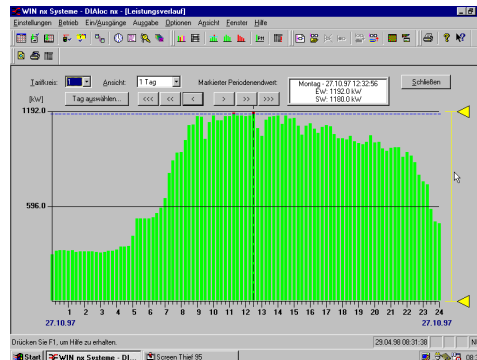 WIN nx Systeme - DIAloc nx - [Leistungsverlauf]
Einstellungen Betrieb Ein/Ausgänge Ausgabe Optionen Ansicht Fenster Hilfe
Tarifkreis: 1 Ansicht: 1 Tag Markierter Periodenendwert: Montag - 27.10.97 12:32:56 Schließen
EW: 1192.0 kW
SW: 1180.0 kW
[kW] Tag auswählen... <<< << < > >> >>>
1192.0
596.0
1 2 3 4 5 6 7 8 9 10 11 12 13 14 15 16 17 18 19 20 21 22 23 24
27.10.97 27.10.97
Drücken Sie F1, um Hilfe zu erhalten. 29.04.98 08:31:38
Start WIN nx Systeme - DI... Screen Thief 95